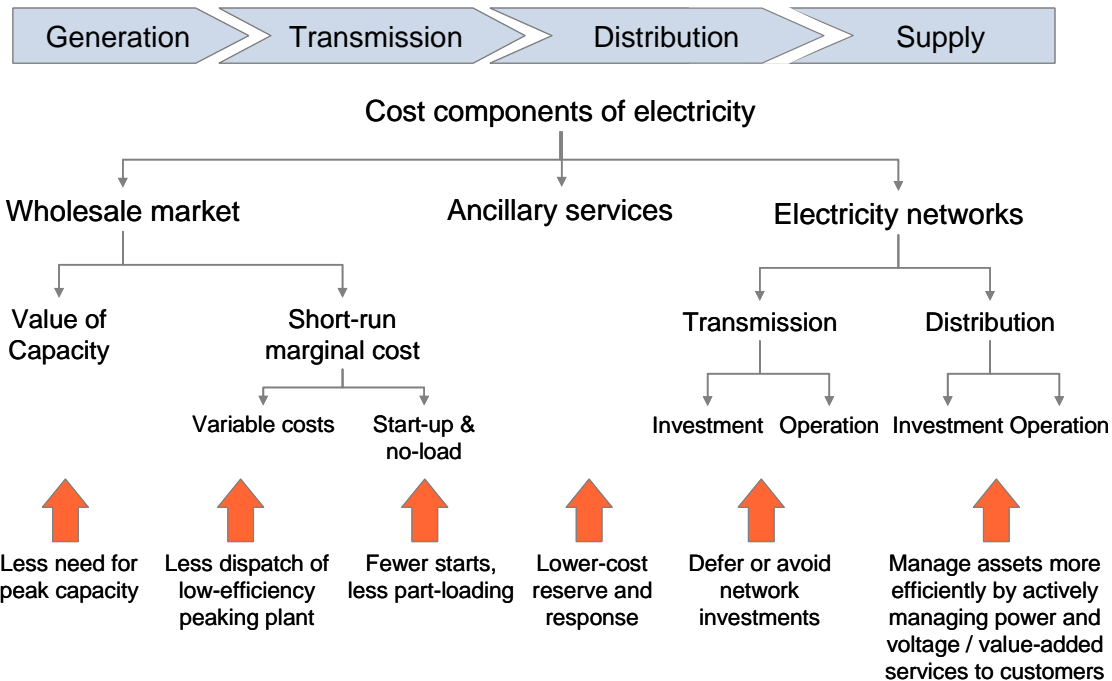 Generation
Transmission
Distribution
Supply
Cost components of electricity
Wholesale market
Ancillary services
Electricity networks
Value of
Capacity
Short-run
marginal cost
Transmission
Distribution
Variable costs
Start-up &
no-load
Investment
Operation
Investment
Operation
Less need for
peak capacity
Less dispatch of
low-efficiency
peaking plant
Fewer starts,
less part-loading
Lower-cost
reserve and
response
Defer or avoid
network
investments
Manage assets more
efficiently by actively
managing power and
voltage / value-added
services to customers